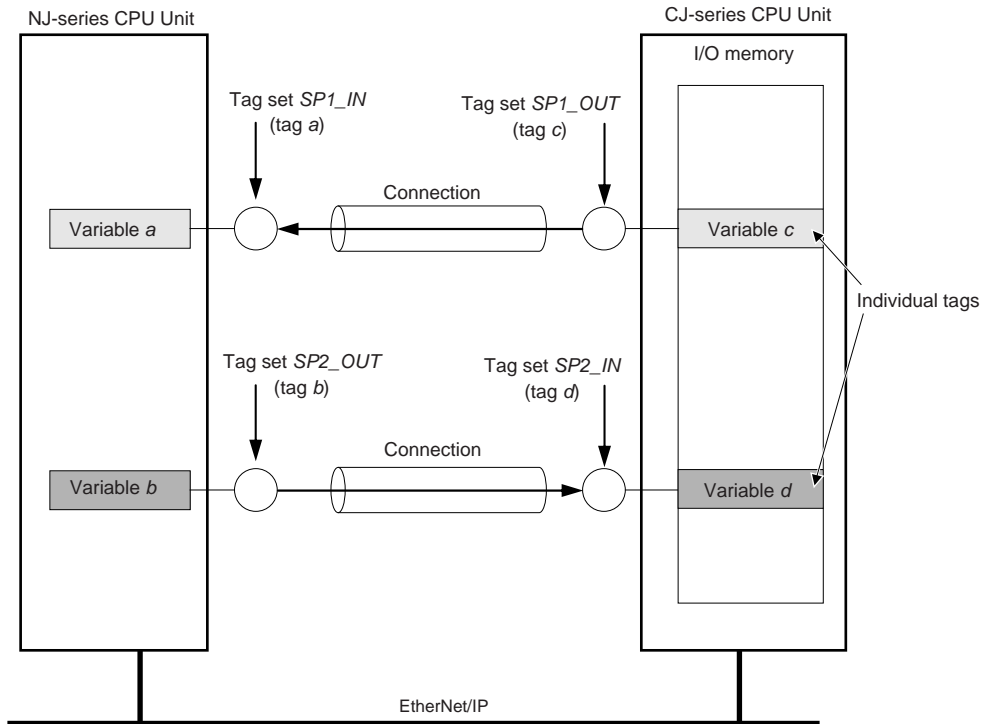 NJ-series CPU Unit
CJ-series CPU Unit
I/O memory
Tag set SP1_IN
(tag a)
Tag set SP1_OUT
(tag c)
Connection
Variable a
Variable c
Individual tags
Tag set SP2_OUT
(tag b)
Tag set SP2_IN
(tag d)
Connection
Variable b
Variable d
EtherNet/IP